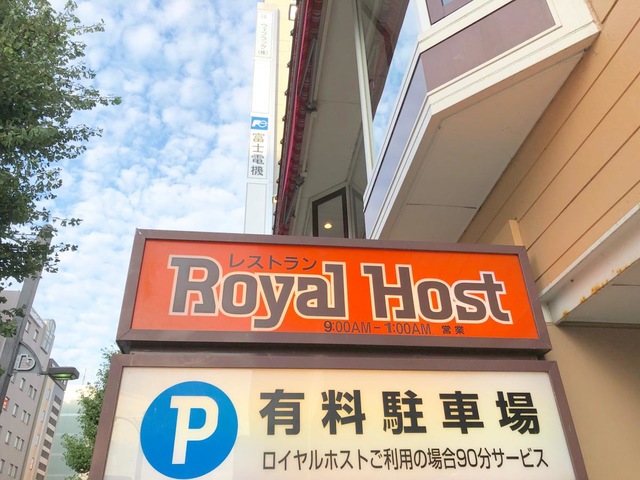 富士電機
レストラン
Royal Host
9:00AM-1:00AM 営業
P 有料駐車場
ロイヤルホストご利用の場合90分サービス